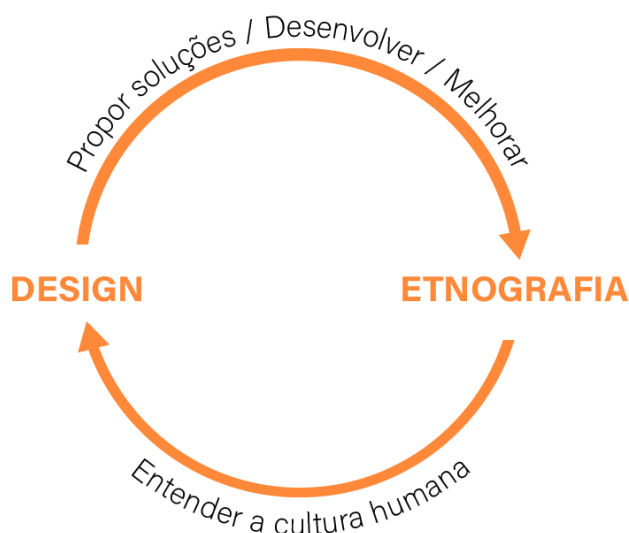 Propor soluções / Desenvolver / Melhorar
DESIGN
ETNOGRAFIA
Entender a cultura humana